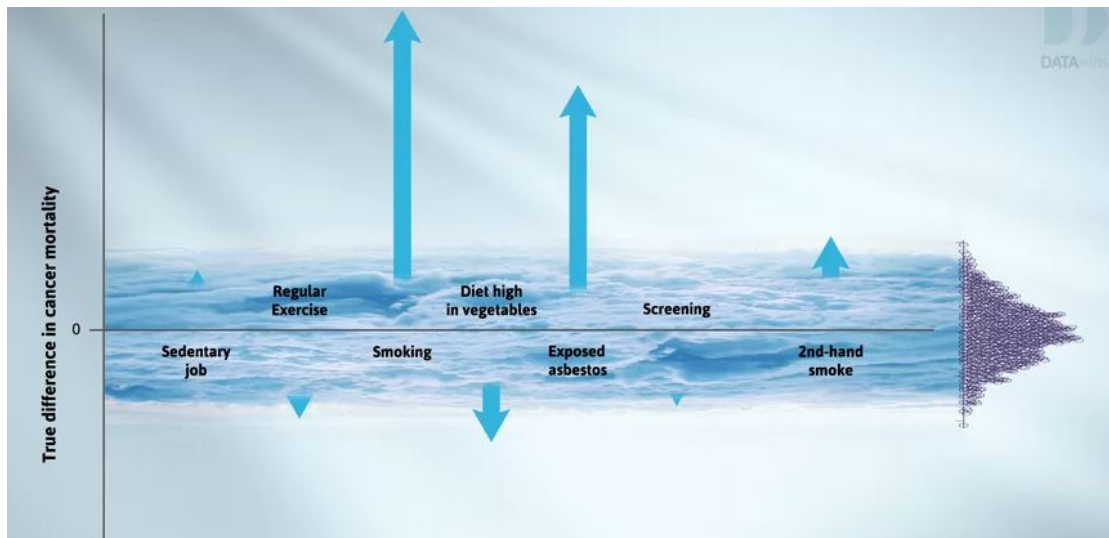 DATA
True difference in cancer mortality
Regular
Exercise
Diet high
in vegetables
Screening
0
Sedentary
job
Smoking
Exposed
asbestos
2nd-hand
smoke